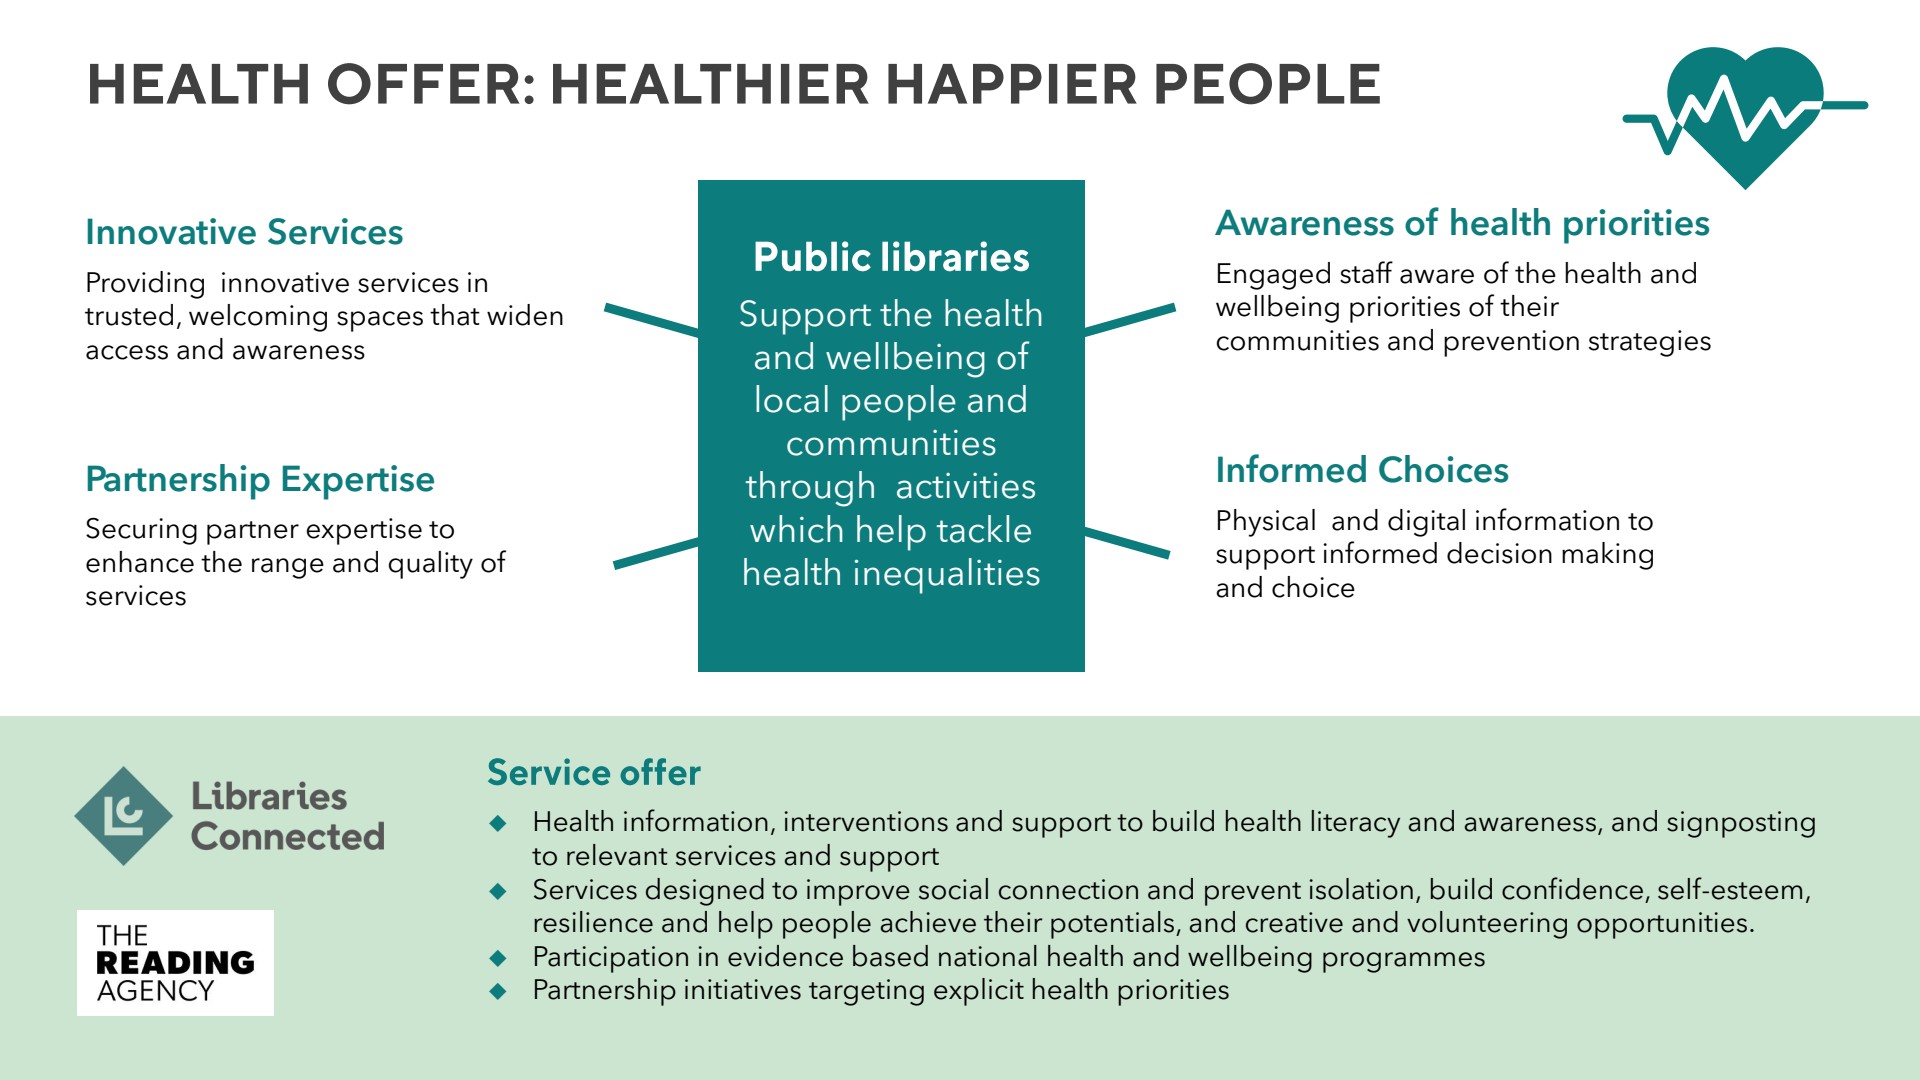 HEALTH OFFER: HEALTHIER HAPPIER PEOPLE
Innovative Services
Providing  innovative services in
trusted, welcoming spaces that widen
access and awareness
Partnership Expertise
Securing partner expertise to
enhance the range and quality of
services
Public libraries
Support the health
and wellbeing of
local people and
communities
through  activities
which help tackle
health inequalities
Awareness of health priorities
Engaged staff aware of the health and
wellbeing priorities of their
communities and prevention strategies
Informed Choices
Physical  and digital information to
support informed decision making
and choice
LC
Libraries
Connected
THE
READING
AGENCY
Service offer
◆ Health information, interventions and support to build health literacy and awareness, and signposting
to relevant services and support
◆ Services designed to improve social connection and prevent isolation, build confidence, self-esteem,
resilience and help people achieve their potentials, and creative and volunteering opportunities.
◆ Participation in evidence based national health and wellbeing programmes
◆ Partnership initiatives targeting explicit health priorities